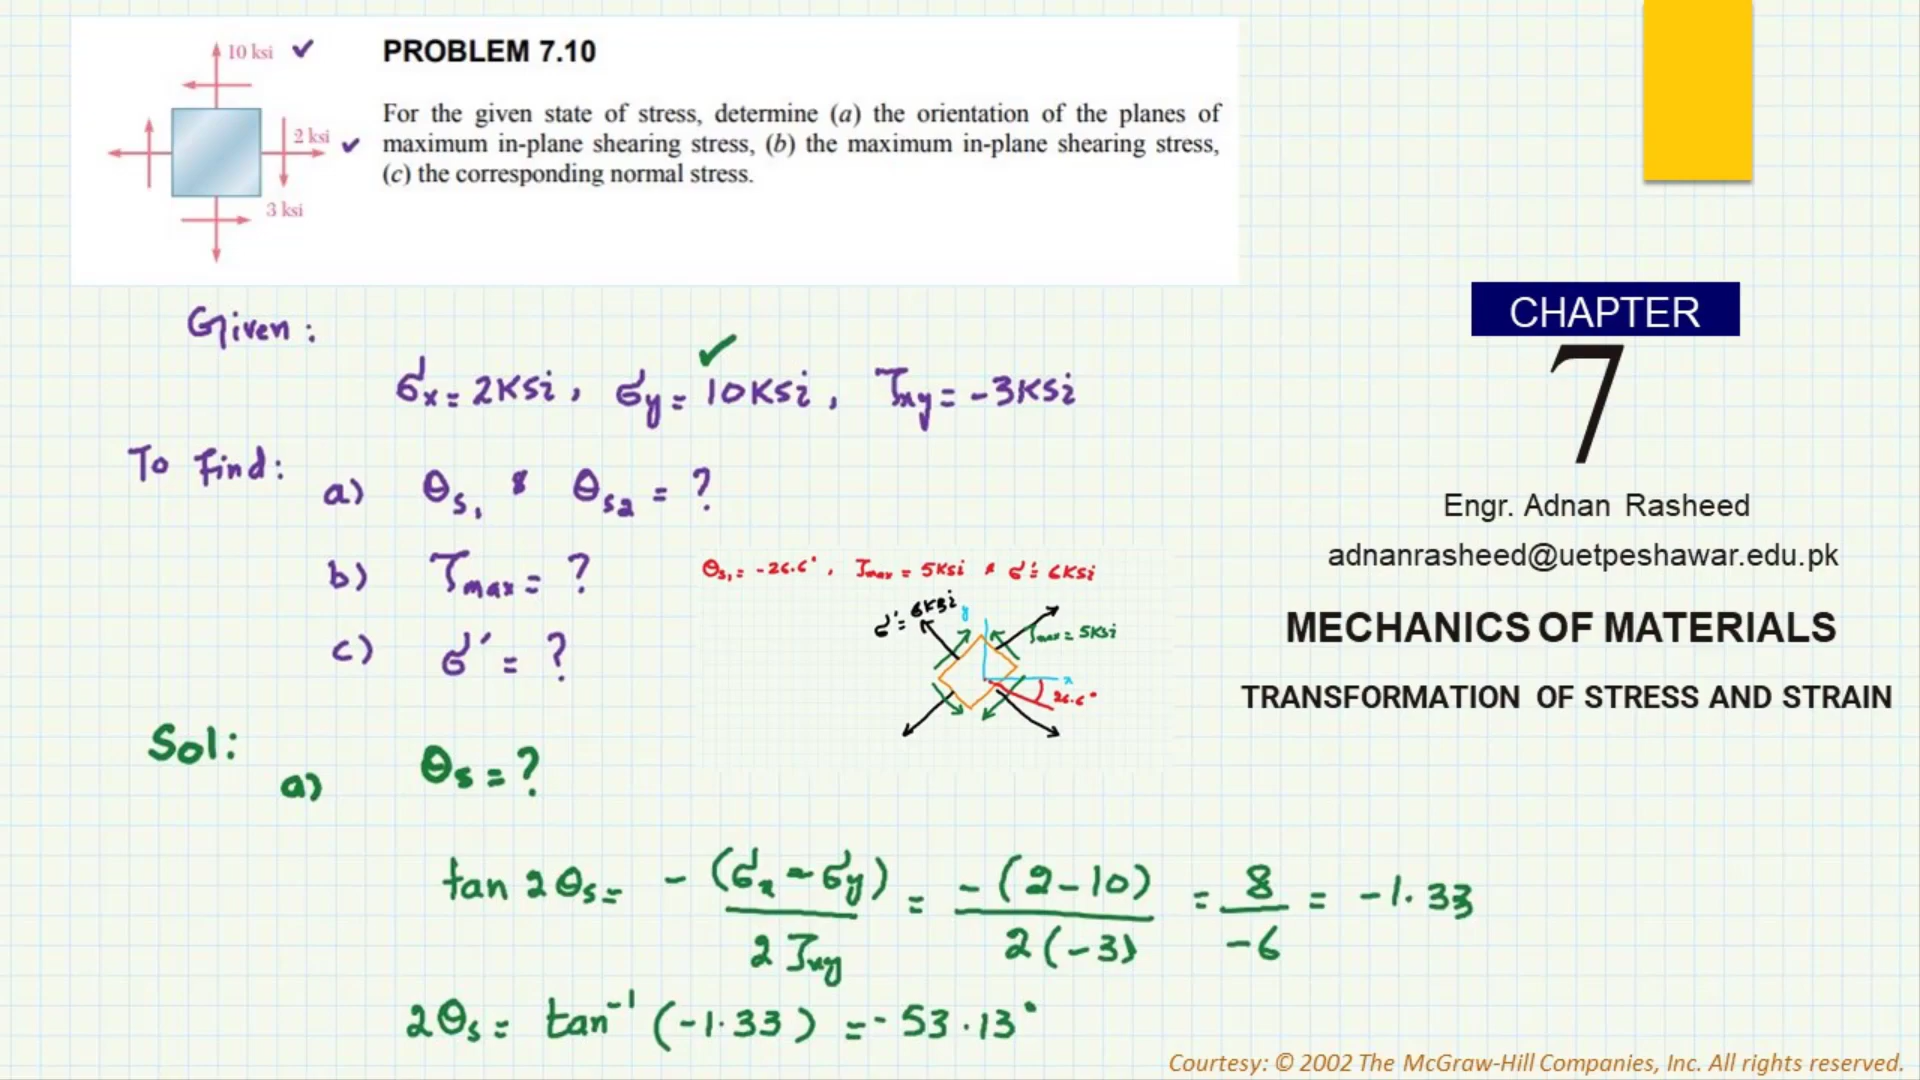 10 ksi ✓
2 ksi ✓
3 ksi
PROBLEM 7.10
For the given state of stress, determine (a) the orientation of the planes of
maximum in-plane shearing stress, (b) the maximum in-plane shearing stress,
(c) the corresponding normal stress.
Given:
σx = 2ksi, σy = 10ksi, τxy = -3ksi
✓
To Find:
a) θs1 & θs2 = ?
b) τmax = ?
c) σ' = ?
θs1 = -26.6°, τmax = 5ksi & σ' = 6ksi
σ' = 6ksi
y
τmax = 5ksi
x
26.6°
Sol:
a) θs = ?
tan 2θs = -(σx - σy) / 2τxy = -(2-10) / 2(-3) = 8 / -6 = -1.33
2θs = tan⁻¹ (-1.33) = -53.13°
CHAPTER
7
Engr. Adnan Rasheed
adnanrasheed@uetpeshawar.edu.pk
MECHANICS OF MATERIALS
TRANSFORMATION OF STRESS AND STRAIN
Courtesy: © 2002 The McGraw-Hill Companies, Inc. All rights reserved.